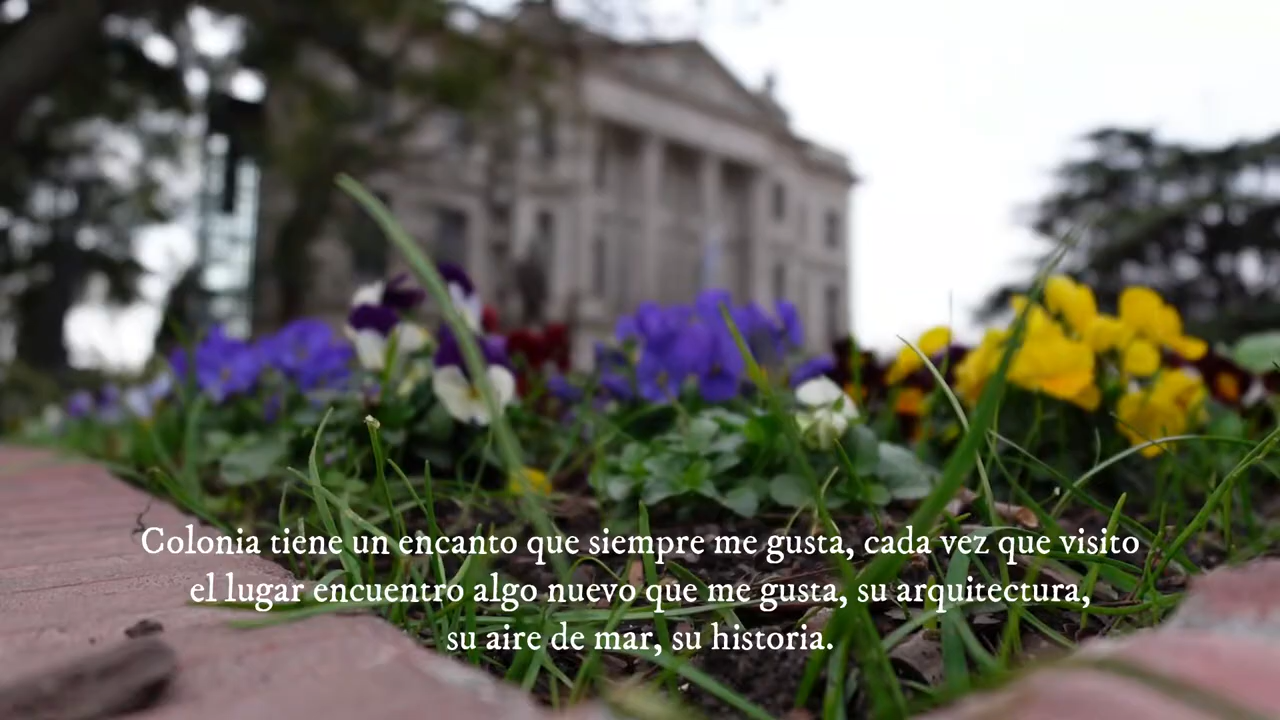 Colonia tiene un encanto que siempre me gusta, cada vez que visito
el lugar encuentro algo nuevo que me gusta, su arquitectura,
su aire de mar, su historia.